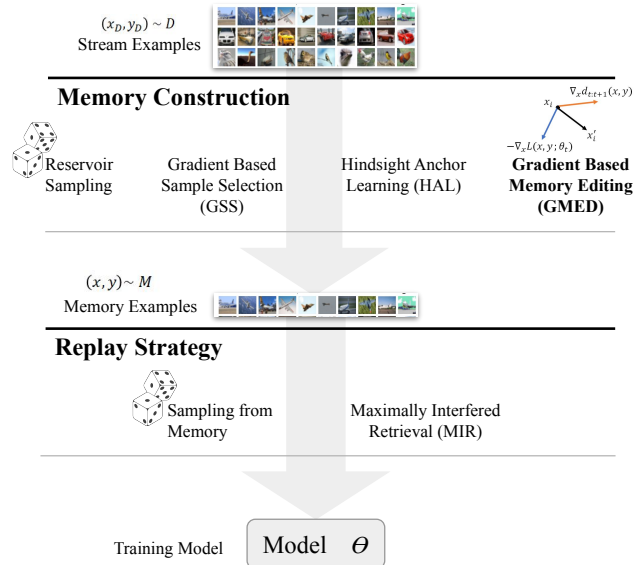 (x_D, y_D) ~ D
Stream Examples
Memory Construction
∇_x d_{t:t+1}(x, y)
x_i
x_i'
−∇_x L(x, y; θ_t)
Reservoir
Sampling
Gradient Based
Sample Selection
(GSS)
Hindsight Anchor
Learning (HAL)
Gradient Based
Memory Editing
(GMED)
(x, y) ~ M
Memory Examples
Replay Strategy
Sampling from
Memory
Maximally Interfered
Retrieval (MIR)
Training Model
Model Θ